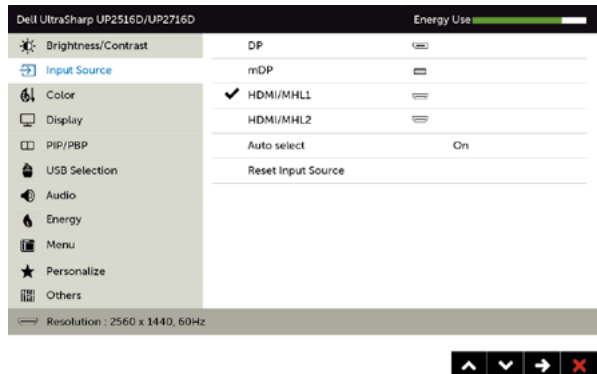 Dell UltraSharp UP2516D/UP2716D Energy Use
Brightness/Contrast DP
Input Source mDP
Color HDMI/MHL1
Display HDMI/MHL2
PIP/PBP Auto select On
USB Selection Reset Input Source
Audio
Energy
Menu
Personalize
Others
Resolution : 2560 x 1440, 60Hz